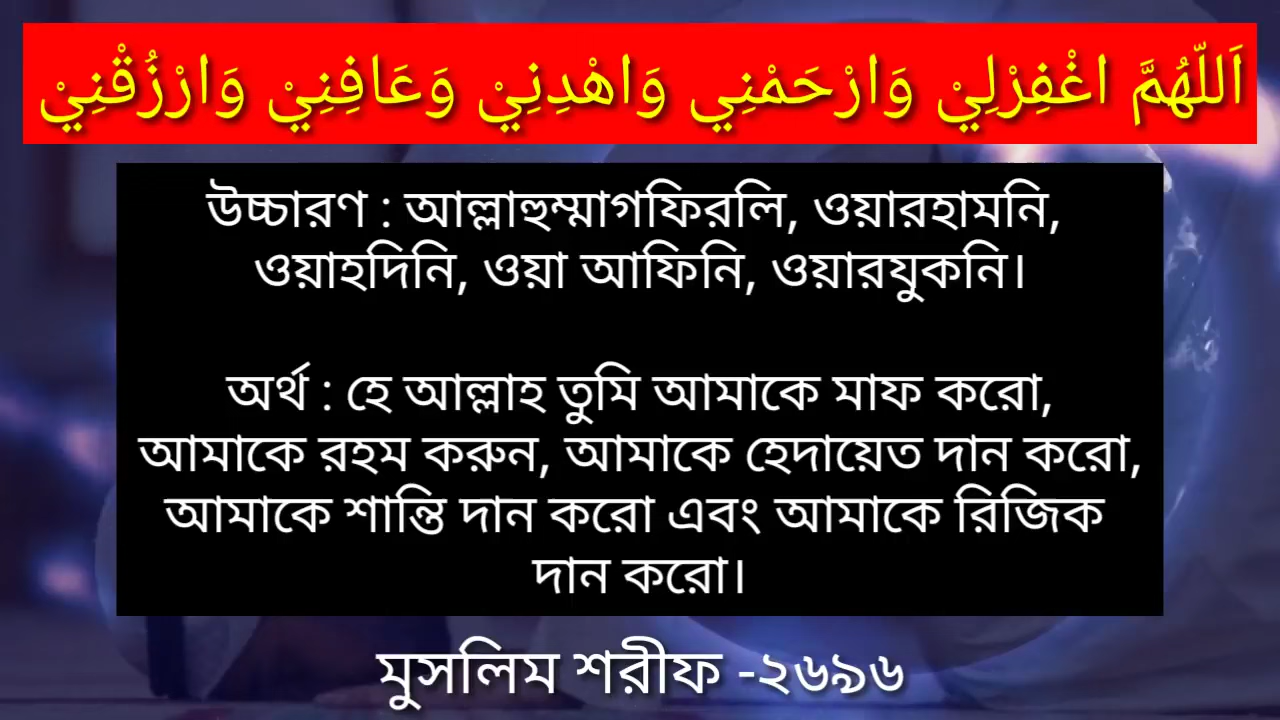 اَللّٰهُمَّ اغْفِرْلِيْ وَارْحَمْنِي وَاهْدِنِيْ وَعَافِنِيْ وَارْزُقْنِيْ
উচ্চারণ : আল্লাহুম্মাগফিরলি, ওয়ারহামনি,
ওয়াহদিনি, ওয়া আফিনি, ওয়ারযুকনি।
অর্থ : হে আল্লাহ তুমি আমাকে মাফ করো,
আমাকে রহম করুন, আমাকে হেদায়েত দান করো,
আমাকে শান্তি দান করো এবং আমাকে রিজিক
দান করো।
মুসলিম শরীফ -২৬৯৬